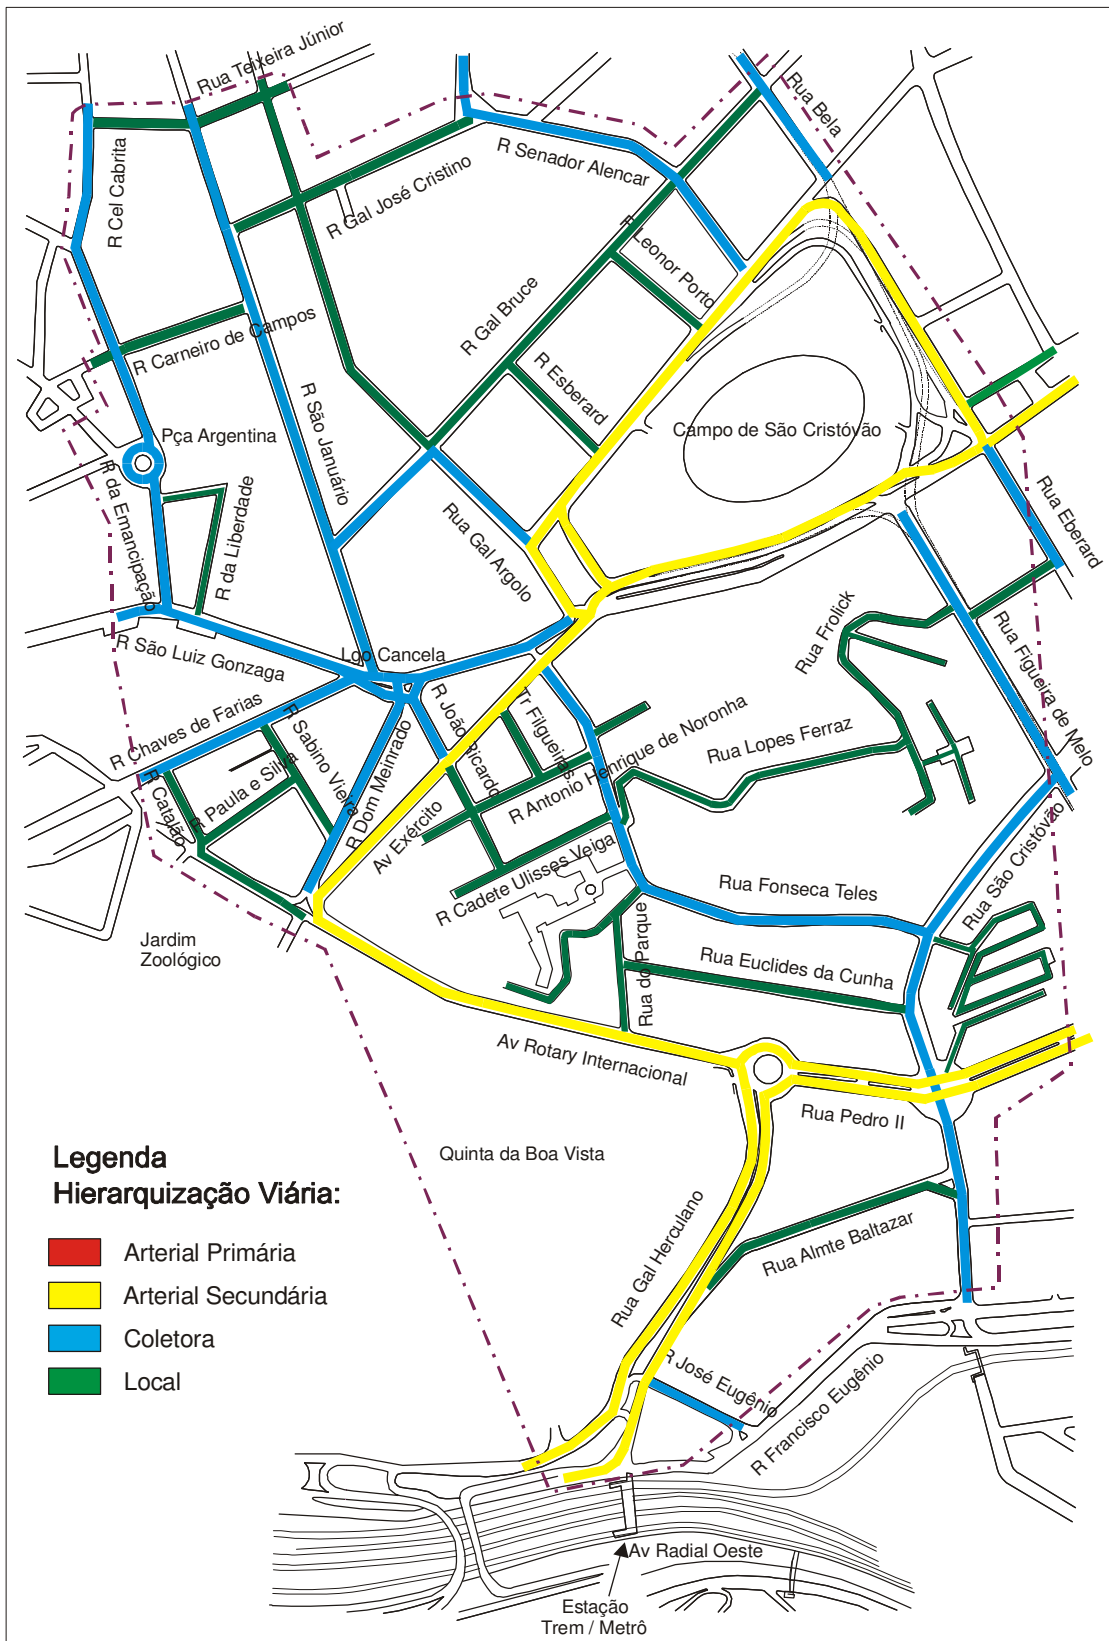 Rua Teixeira Júnior
Rua Bela
R Senador Alencar
R Cel Cabrita
R Gal José Cristino
R Leonor Porto
R Gal Bruce
R Carneiro de Campos
R Esberard
R São Januário
Campo de São Cristóvão
Pça Argentina
R da Emancipação
R da Liberdade
Rua Gal Argolo
Rua Eberard
R São Luiz Gonzaga
Loo Cancela
Rua Frolick
Rua Figueira de Melo
R Chaves de Farias
R Sabino Vieira
R João Ricardo
Tr Filgueiras
R Antonio Henrique de Noronha
Rua Lopes Ferraz
R Catalão
R Paula e Silva
R Dom Meinrado
Av Exército
R Cadete Ulisses Veiga
Rua Fonseca Teles
Rua São Cristóvão
Jardim
Zoológico
Rua do Parque
Rua Euclides da Cunha
Av Rotary Internacional
Rua Pedro II
Quinta da Boa Vista
Legenda
Hierarquização Viária:
Arterial Primária
Arterial Secundária
Coletora
Local
Rua Gal Herculano
Rua Almte Baltazar
R José Eugênio
R Francisco Eugênio
Av Radial Oeste
Estação
Trem / Metrô